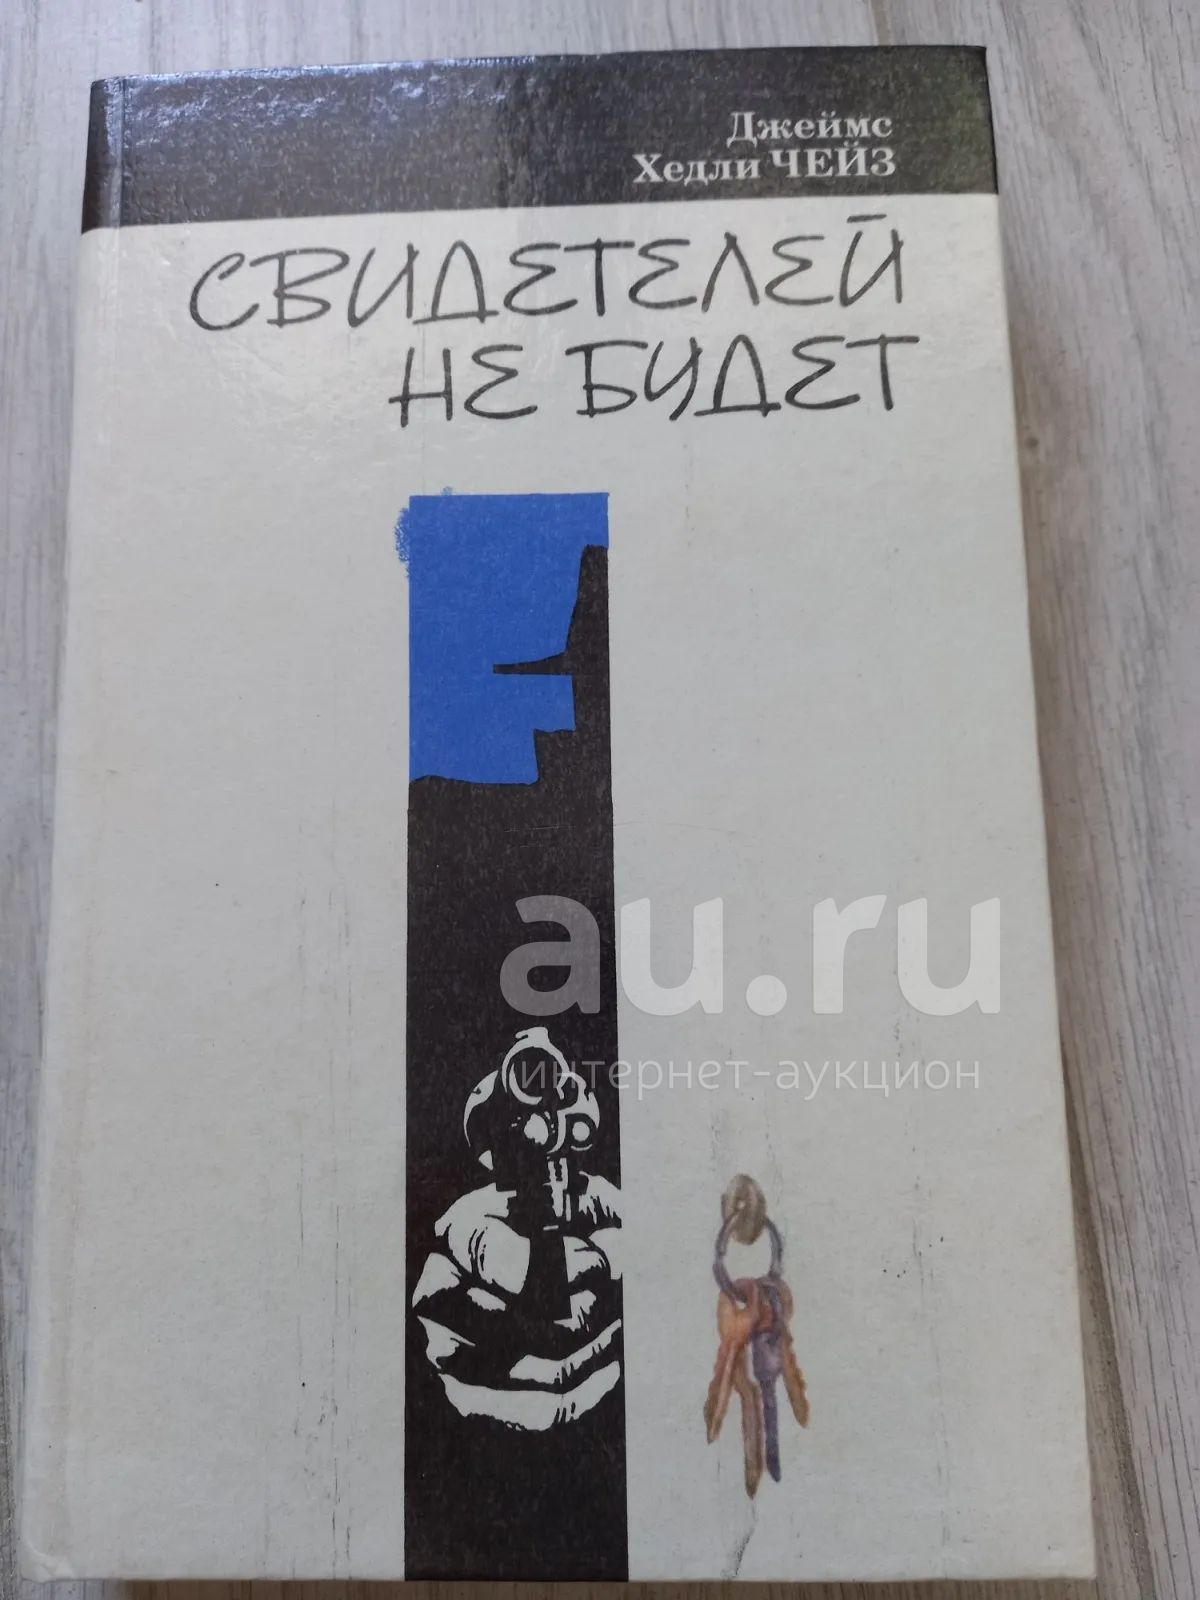 Джеймс
Хедли ЧЕЙЗ
СВИДЕТЕЛЕЙ
НЕ БУДЕТ
au.ru
интернет-аукцион